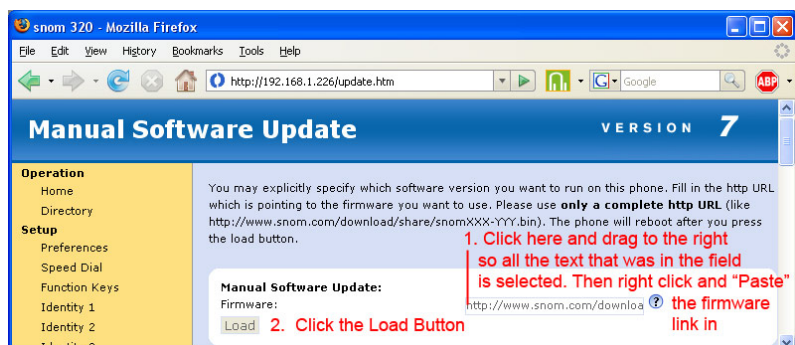 snom 320 - Mozilla Firefox
File Edit View History Bookmarks Tools Help
http://192.168.1.226/update.htm
G Google
ABP
Manual Software Update
VERSION 7
Operation
Home
Directory
Setup
Preferences
Speed Dial
Function Keys
Identity 1
Identity 2
You may explicitly specify which software version you want to run on this phone. Fill in the http URL
which is pointing to the firmware you want to use. Please use only a complete http URL (like
http://www.snom.com/download/share/snomXXX-YYY.bin). The phone will reboot after you press
the load button.
1. Click here and drag to the right
so all the text that was in the field
is selected. Then right click and “Paste”
the firmware
link in
Manual Software Update:
Firmware:
http://www.snom.com/downloa
?
Load
2. Click the Load Button